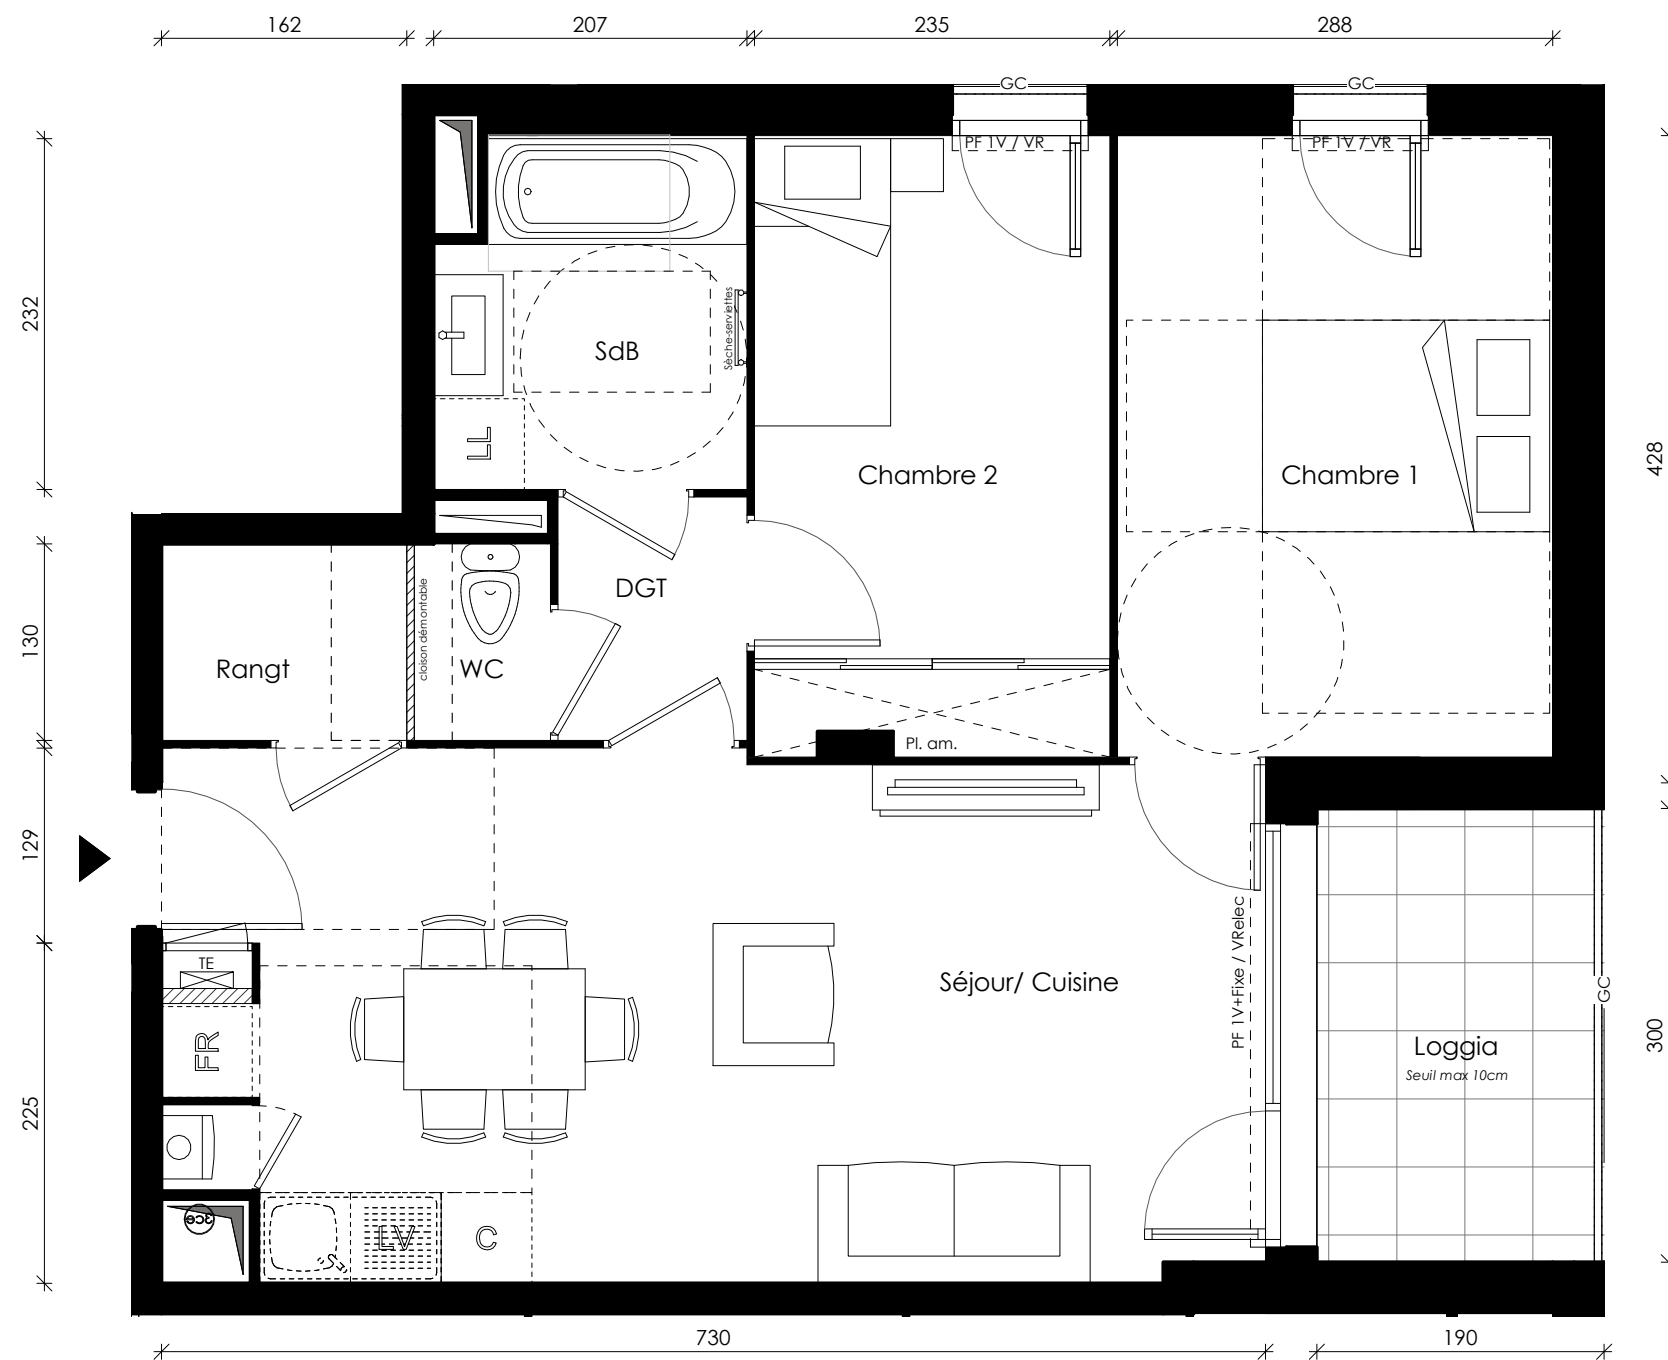 162
207
235
288
GC
GC
PF 1V / VR
PF 1V / VR
232
SdB
Sèche-serviettes
428
LL
Chambre 2
Chambre 1
DGT
cloison démontable
130
Rangt
WC
Pl. am.
129
PF 1V+Fixe / VRelec
TE
Séjour/ Cuisine
GC
FR
Loggia
Seuil max 10cm
300
225
3ce
LV
C
730
190